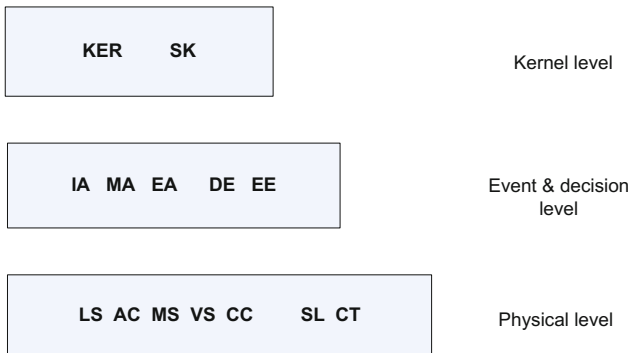 KER SK
Kernel level
IA MA EA DE EE
Event & decision
level
LS AC MS VS CC SL CT
Physical level